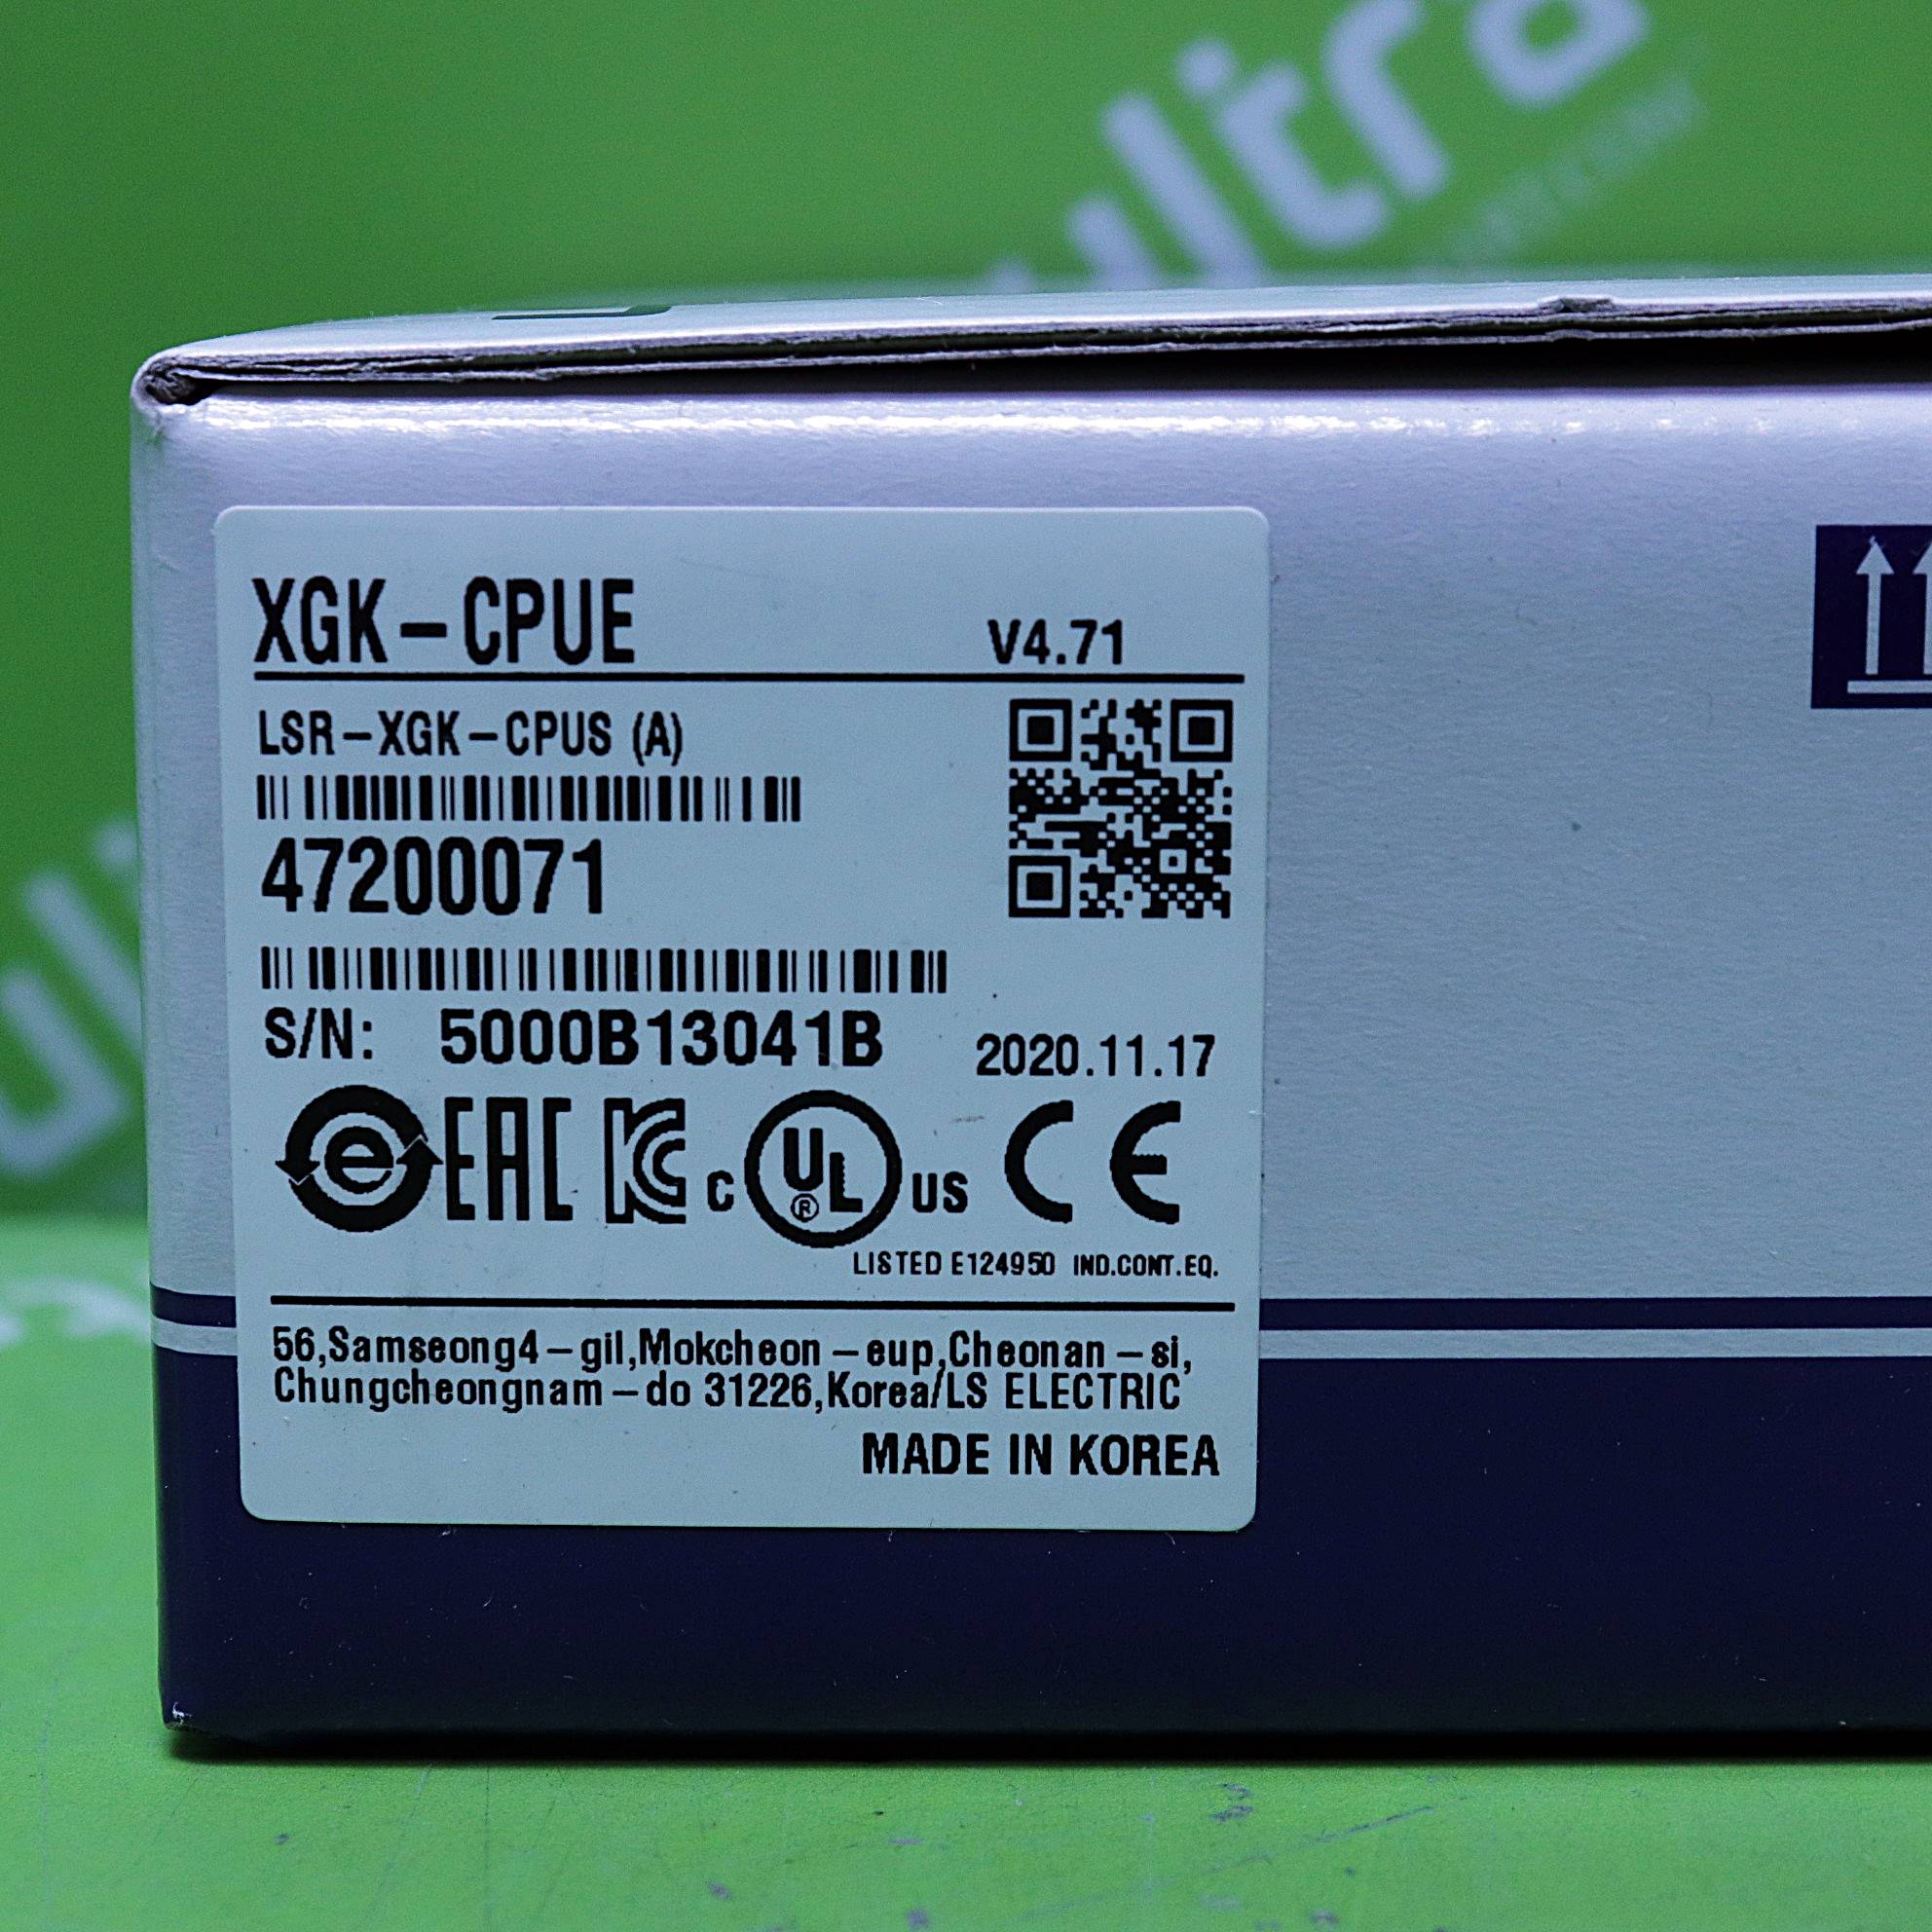 ultra
XGK-CPUE V4.71
LSR-XGK-CPUS (A)
47200071
S/N: 5000B13041B 2020.11.17
e EAC KC C UL® US CE
LISTED E124950 IND.CONT.EQ.
56,Samseong4-gil,Mokcheon-eup,Cheonan-si,
Chungcheongnam-do 31226,Korea/LS ELECTRIC
MADE IN KOREA